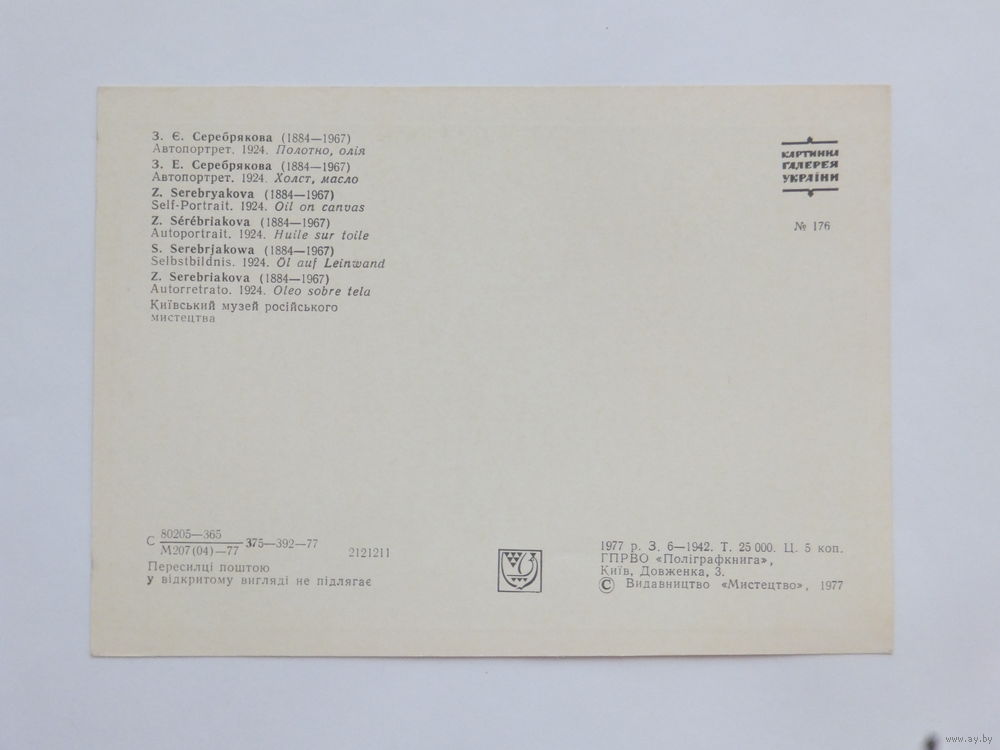 З. Є. Серебрякова (1884—1967)
Автопортрет. 1924. Полотно, олія
З. Е. Серебрякова (1884—1967)
Автопортрет. 1924. Холст, масло
Z. Serebryakova (1884—1967)
Self-Portrait. 1924. Oil on canvas
Z. Sérébriakova (1884—1967)
Autoportrait. 1924. Huile sur toile
S. Serebrjakowa (1884—1967)
Selbstbildnis. 1924. Öl auf Leinwand
Z. Serebriakova (1884—1967)
Autorretrato. 1924. Oleo sobre tela
Київський музей російського
мистецтва
КАРТИННА
ГАЛЕРЕЯ
УКРАЇНИ
№ 176
С 80205—365
М207(04)—77 375—392—77
2121211
Пересилці поштою
у відкритому вигляді не підлягає
1977 р. З. 6—1942. Т. 25 000. Ц. 5 коп.
ГПРВО «Поліграфкнига»,
Київ, Довженка, 3.
© Видавництво «Мистецтво», 1977
www.ay.by